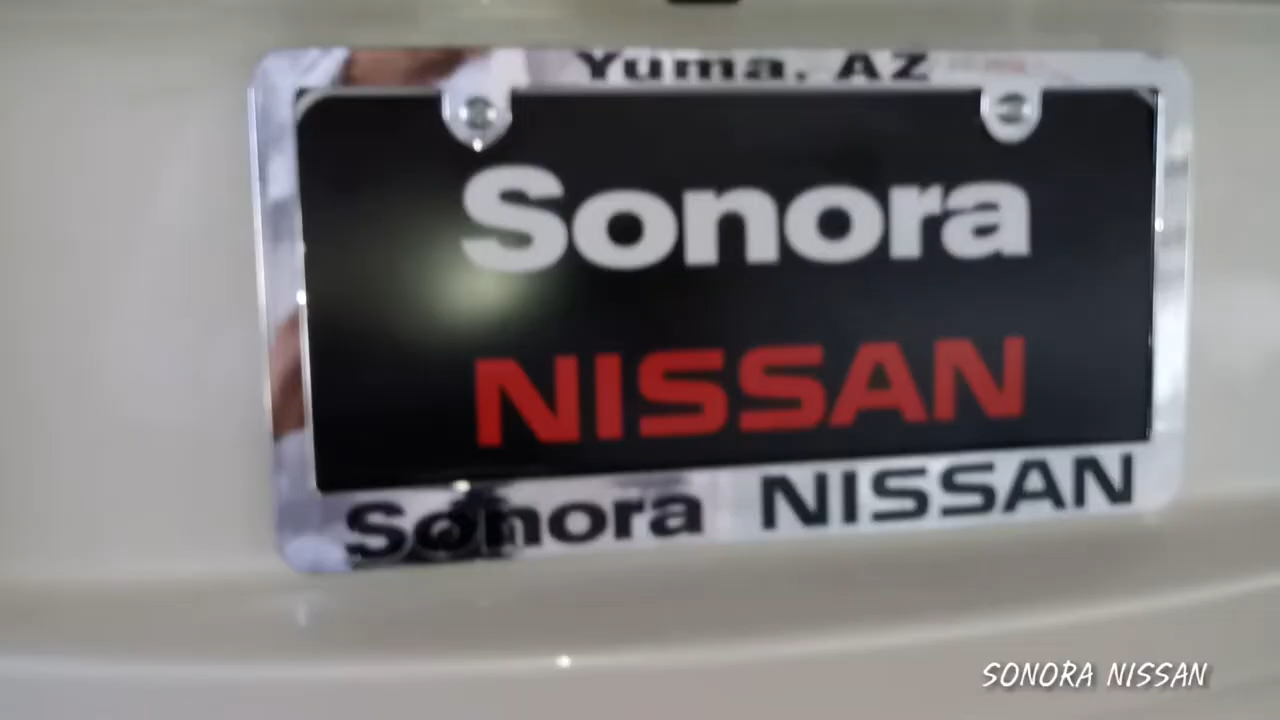 Yuma, AZ
Sonora
NISSAN
Sonora NISSAN
SONORA NISSAN